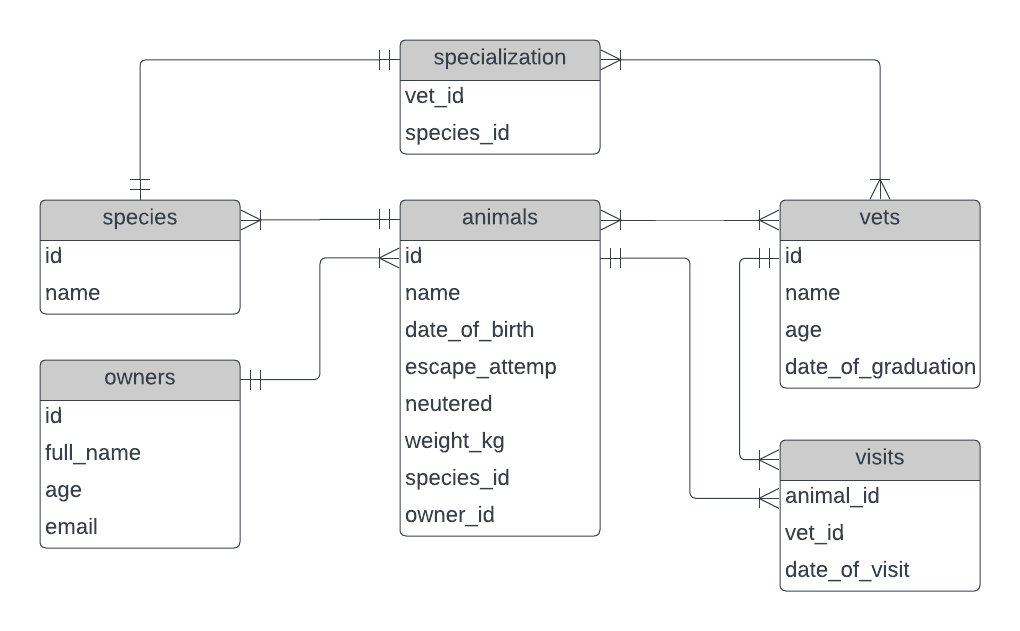 specialization
vet_id
species_id
species
id
name
animals
id
name
date_of_birth
escape_attemp
neutered
weight_kg
species_id
owner_id
vets
id
name
age
date_of_graduation
owners
id
full_name
age
email
visits
animal_id
vet_id
date_of_visit